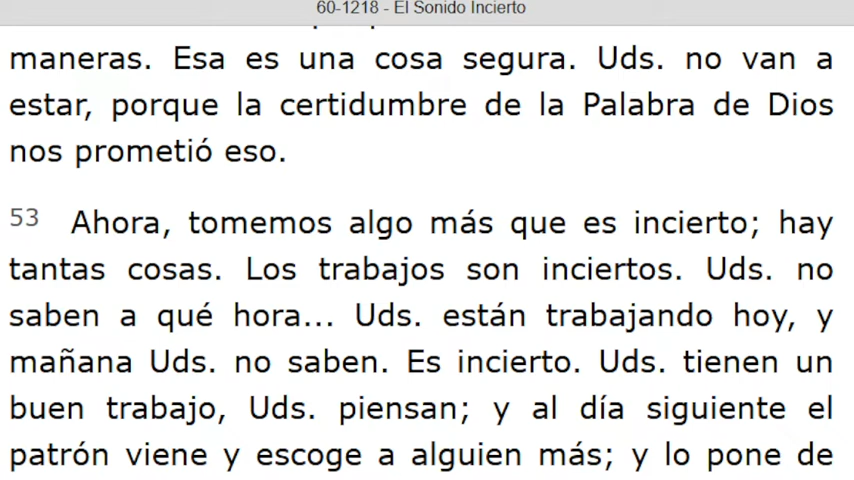 60-1218 - El Sonido Incierto
maneras. Esa es una cosa segura. Uds. no van a
estar, porque la certidumbre de la Palabra de Dios
nos prometió eso.
53 Ahora, tomemos algo más que es incierto; hay
tantas cosas. Los trabajos son inciertos. Uds. no
saben a qué hora... Uds. están trabajando hoy, y
mañana Uds. no saben. Es incierto. Uds. tienen un
buen trabajo, Uds. piensan; y al día siguiente el
patrón viene y escoge a alguien más; y lo pone de